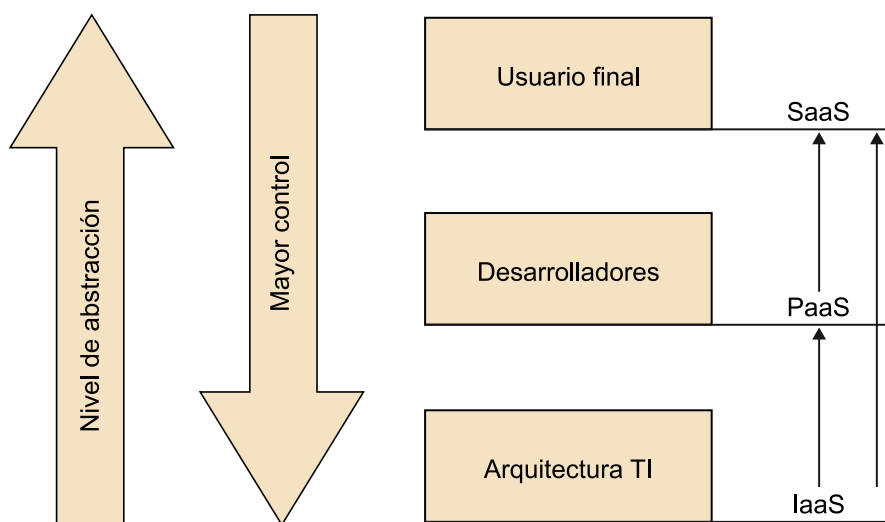 Nivel de abstracción
Mayor control
Usuario final
SaaS
Desarrolladores
PaaS
Arquitectura TI
IaaS